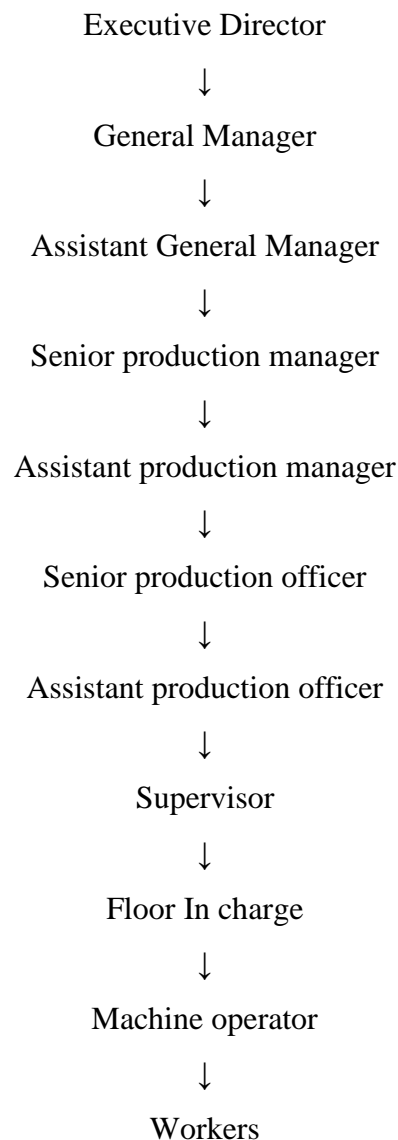 Executive Director
↓
General Manager
↓
Assistant General Manager
↓
Senior production manager
↓
Assistant production manager
↓
Senior production officer
↓
Assistant production officer
↓
Supervisor
↓
Floor In charge
↓
Machine operator
↓
Workers